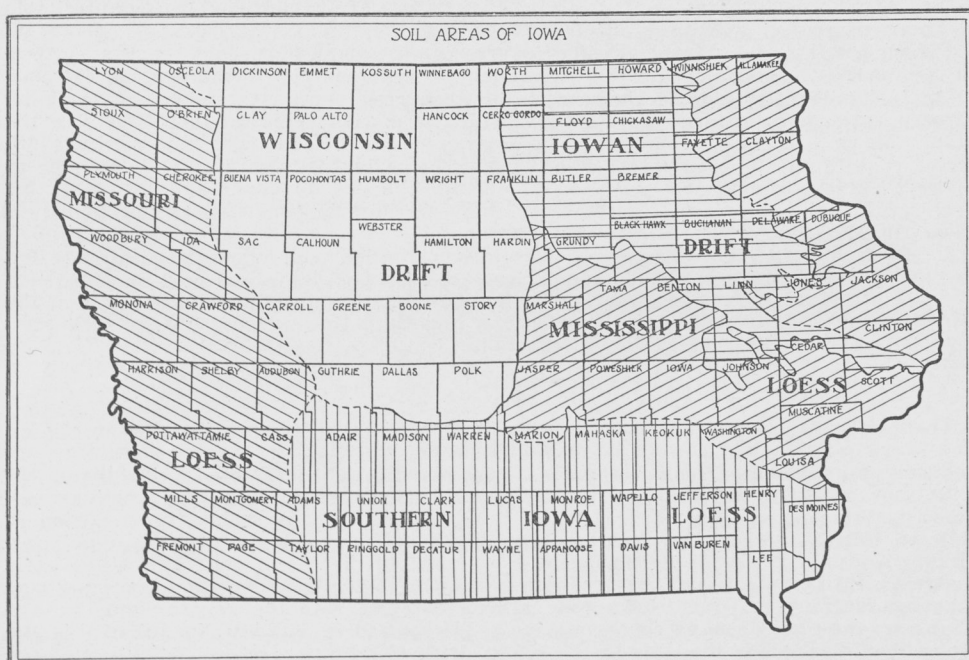 SOIL AREAS OF IOWA
LYON OSCEOLA DICKINSON EMMET KOSSUTH WINNEBAGO WORTH MITCHELL HOWARD WINNISHIEK ALLAMAKEE
SIOUX O'BRIEN CLAY PALO ALTO HANCOCK CERRO GORDO FLOYD CHICKASAW
WISCONSIN IOWAN
FAYETTE CLAYTON
PLYMOUTH CHEROKEE BUENA VISTA POCOHONTAS HUMBOLT WRIGHT FRANKLIN BUTLER BREMER
MISSOURI
WEBSTER BLACK HAWK BUCHANAN DELAWARE DUBUQUE
WOODBURY IDA SAC CALHOUN HAMILTON HARDIN GRUNDY
DRIFT DRIFT
MONONA CRAWFORD CARROLL GREENE BOONE STORY MARSHALL TAMA BENTON LINN JONES JACKSON
MISSISSIPPI
CLINTON
CEDAR
HARRISON SHELBY AUDUBON GUTHRIE DALLAS POLK JASPER POWESHIEK IOWA JOHNSON SCOTT
LOESS
MUSCATINE
POTTAWATTAMIE CASS ADAIR MADISON WARREN MARION MAHASKA KEOKUK WASHINGTON
LOESS
LOUISA
MILLS MONTGOMERY ADAMS UNION CLARK LUCAS MONROE WAPELLO JEFFERSON HENRY DES MOINES
SOUTHERN IOWA LOESS
FREMONT PAGE TAYLOR RINGGOLD DECATUR WAYNE APPANOOSE DAVIS VAN BUREN LEE